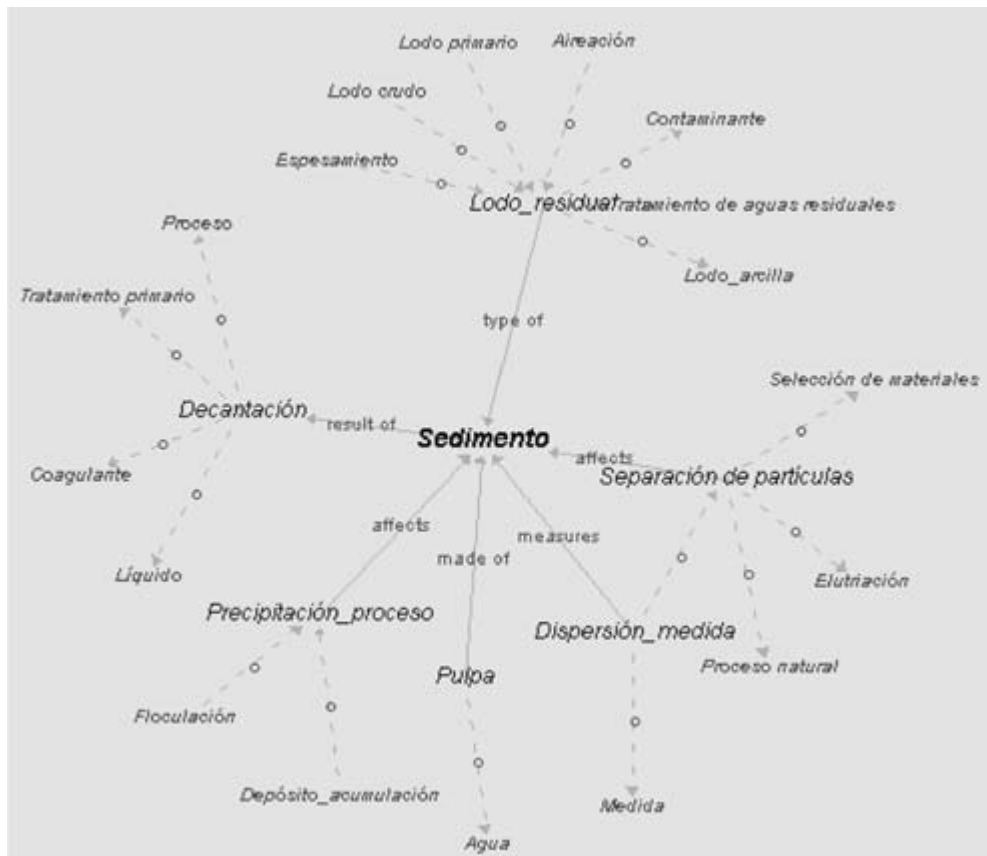 Lodo primario
Aireación
Lodo crudo
Contaminante
Espesamiento
Lodo_residual
Tratamiento de aguas residuales
Proceso
Lodo_arcilla
Tratamiento primario
type of
Selección de materiales
Decantación
result of
Sedimento
affects
Coagulante
Separación de partículas
affects
measures
made of
Líquido
Elutriación
Precipitación_proceso
Dispersión_medida
Proceso natural
Pulpa
Floculación
Depósito_acumulación
Medida
Agua